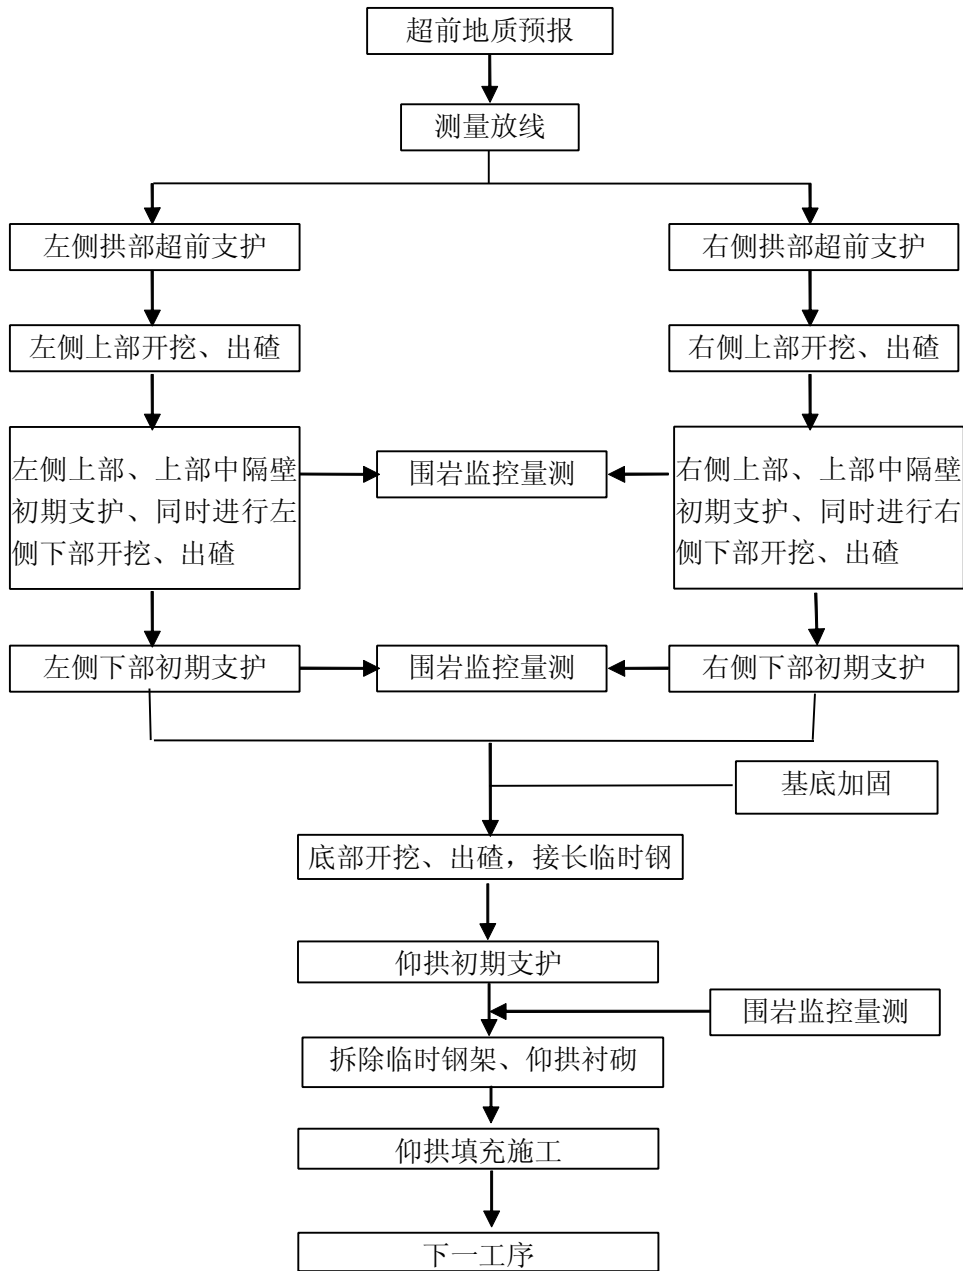 超前地质预报
测量放线
左侧拱部超前支护
右侧拱部超前支护
左侧上部开挖、出碴
右侧上部开挖、出碴
左侧上部、上部中隔壁
初期支护、同时进行左
侧下部开挖、出碴
围岩监控量测
右侧上部、上部中隔壁
初期支护、同时进行右
侧下部开挖、出碴
左侧下部初期支护
围岩监控量测
右侧下部初期支护
基底加固
底部开挖、出碴，接长临时钢
仰拱初期支护
围岩监控量测
拆除临时钢架、仰拱衬砌
仰拱填充施工
下一工序